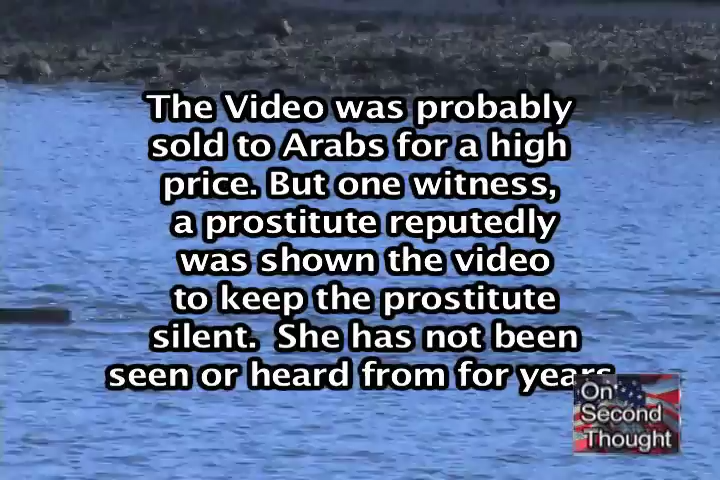 The Video was probably
sold to Arabs for a high
price. But one witness,
a prostitute reputedly
was shown the video
to keep the prostitute
silent.  She has not been
seen or heard from for years.
On
Second
Thought